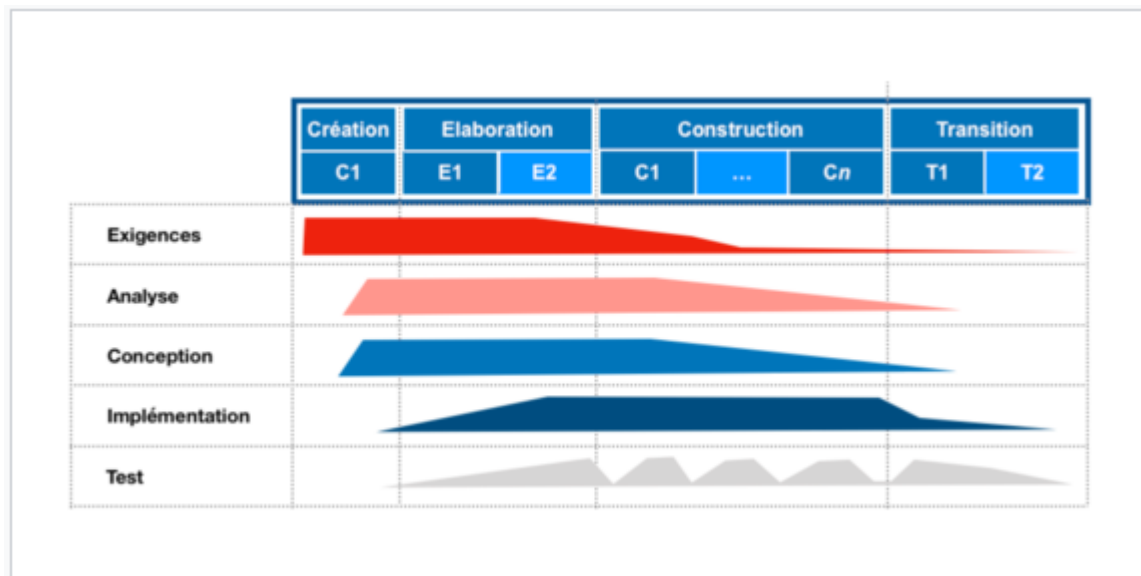 Création Elaboration Construction Transition
C1 E1 E2 C1 ... Cn T1 T2
Exigences
Analyse
Conception
Implémentation
Test